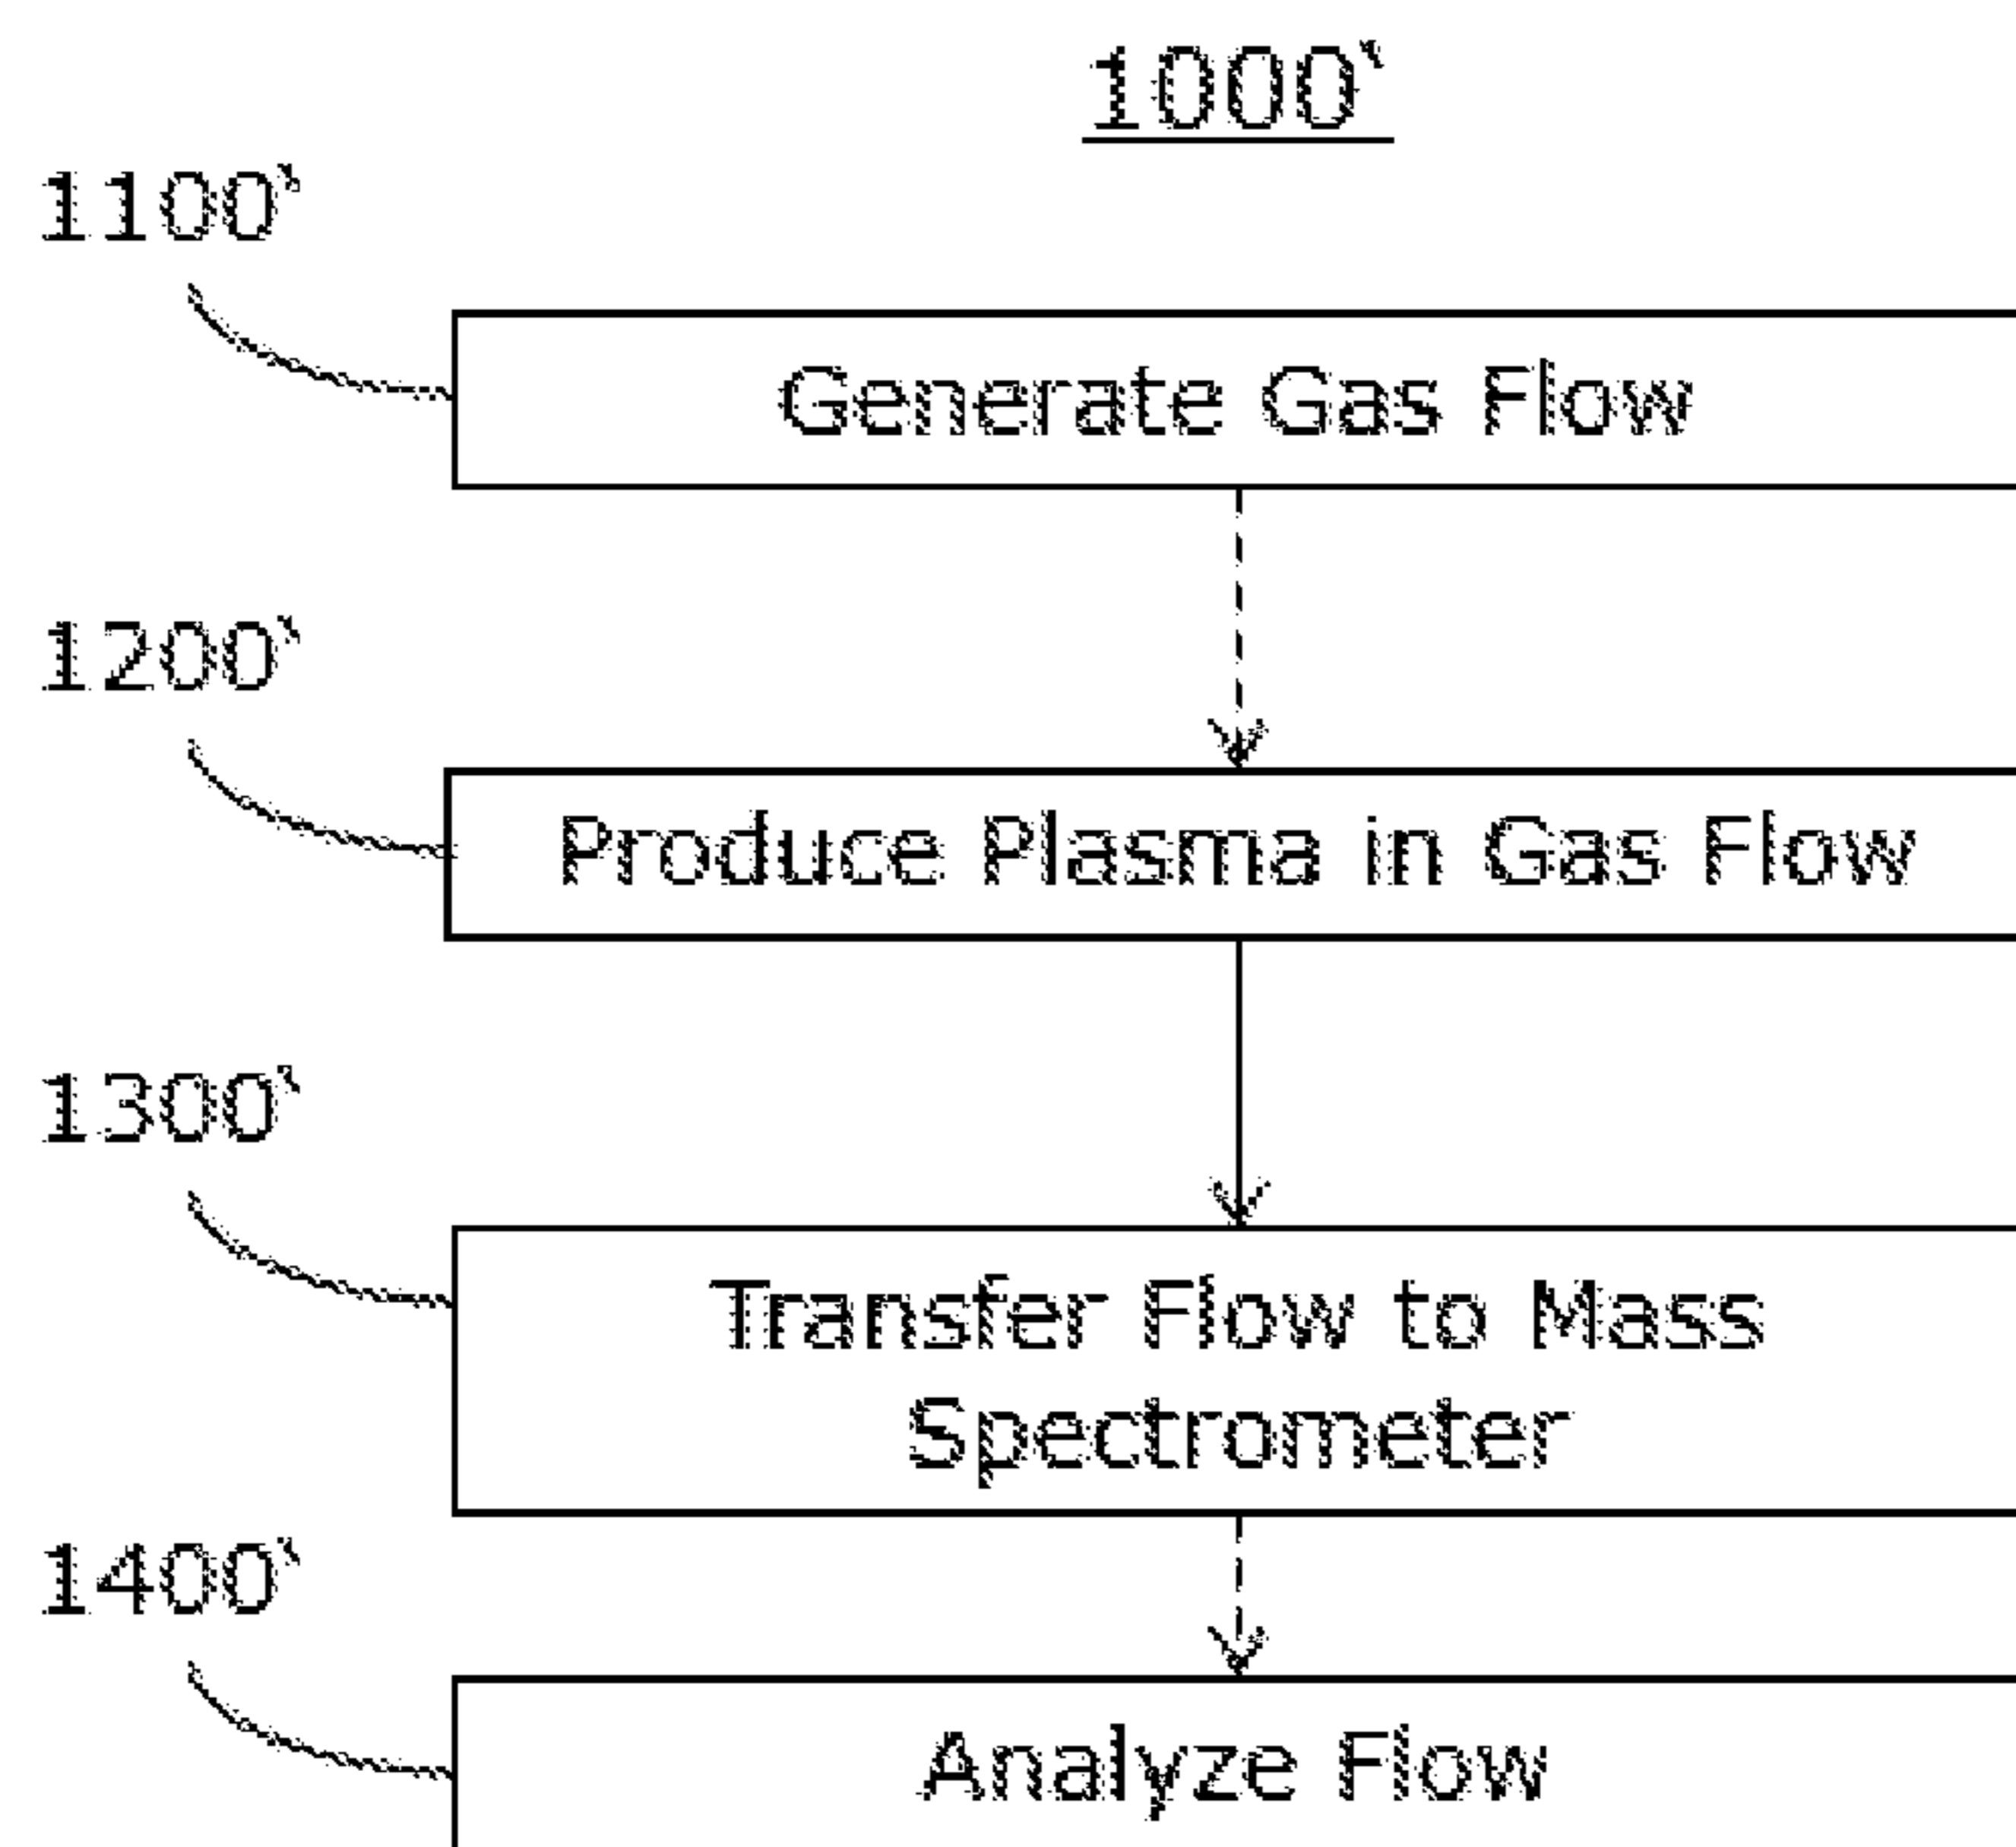 1000‵
1100‵
Generate Gas Flow
1200‵
Produce Plasma in Gas Flow
1300‵
Transfer Flow to Mass
Spectrometer
1400‵
Analyze Flow